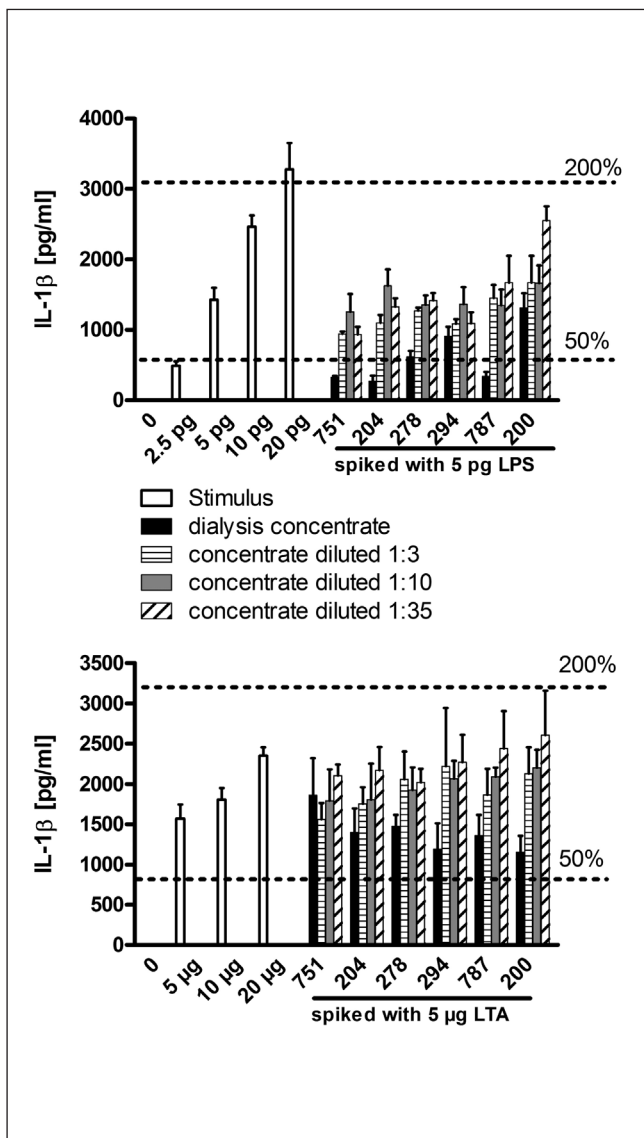 4000
3000
2000
1000
0
IL-1β [pg/ml]
200%
50%
0
2.5 pg
5 pg
10 pg
20 pg
751
204
278
294
787
200
spiked with 5 pg LPS
Stimulus
dialysis concentrate
concentrate diluted 1:3
concentrate diluted 1:10
concentrate diluted 1:35
3500
3000
2500
2000
1500
1000
500
0
IL-1β [pg/ml]
200%
50%
0
5 µg
10 µg
20 µg
751
204
278
294
787
200
spiked with 5 µg LTA